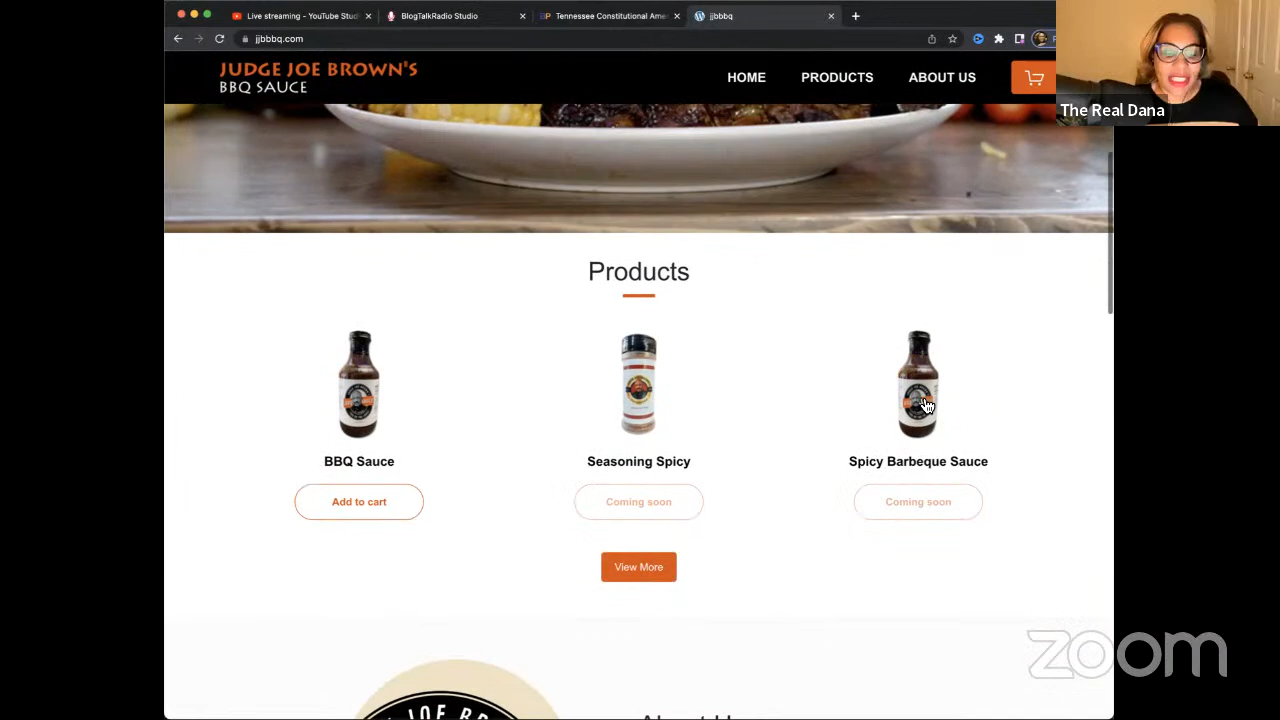 Live streaming - YouTube Stud
BlogTalkRadio Studio
Tennessee Constitutional Ame
jjbbq
jjbbbq.com
JUDGE JOE BROWN'S
BBQ SAUCE
HOME
PRODUCTS
ABOUT US
The Real Dana
Products
BBQ Sauce
Seasoning Spicy
Spicy Barbeque Sauce
Add to cart
Coming soon
Coming soon
View More
zoom